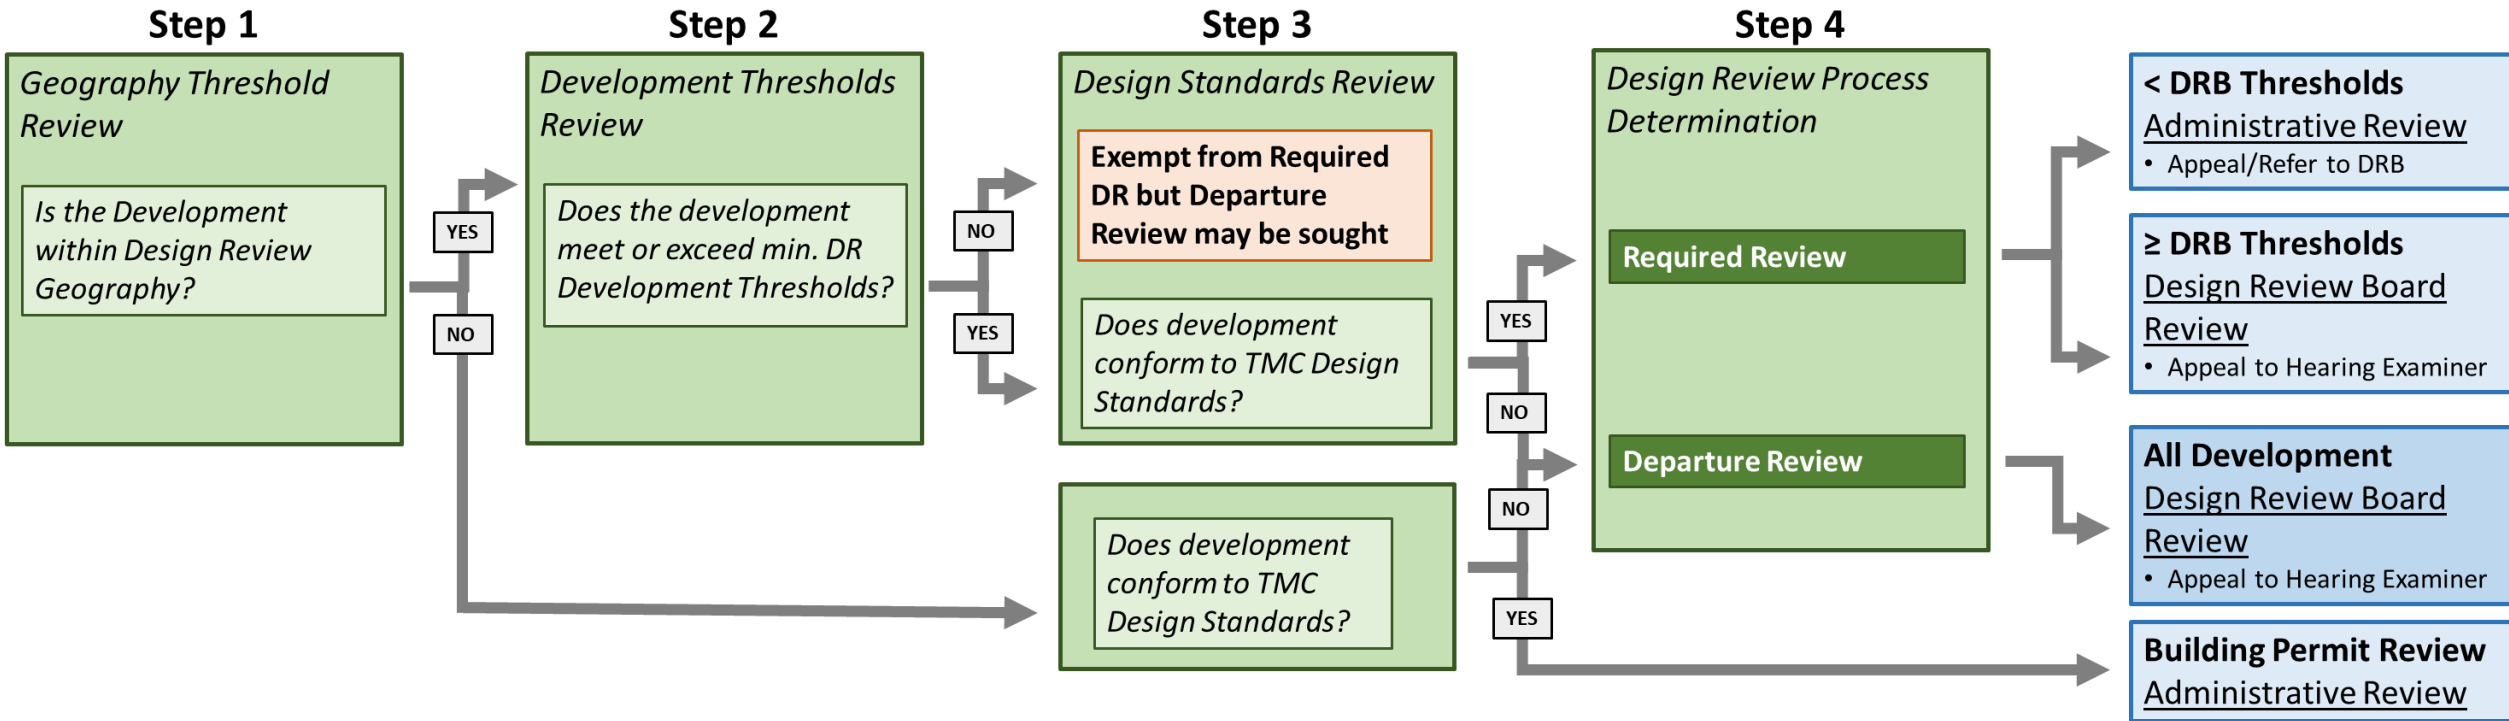 Step 1
Geography Threshold
Review
Is the Development
within Design Review
Geography?
YES
NO
Step 2
Development Thresholds
Review
Does the development
meet or exceed min. DR
Development Thresholds?
NO
YES
Step 3
Design Standards Review
Exempt from Required
DR but Departure
Review may be sought
Does development
conform to TMC Design
Standards?
YES
NO
Does development
conform to TMC
Design Standards?
NO
YES
Step 4
Design Review Process
Determination
Required Review
Departure Review
< DRB Thresholds
Administrative Review
• Appeal/Refer to DRB
≥ DRB Thresholds
Design Review Board
Review
• Appeal to Hearing Examiner
All Development
Design Review Board
Review
• Appeal to Hearing Examiner
Building Permit Review
Administrative Review